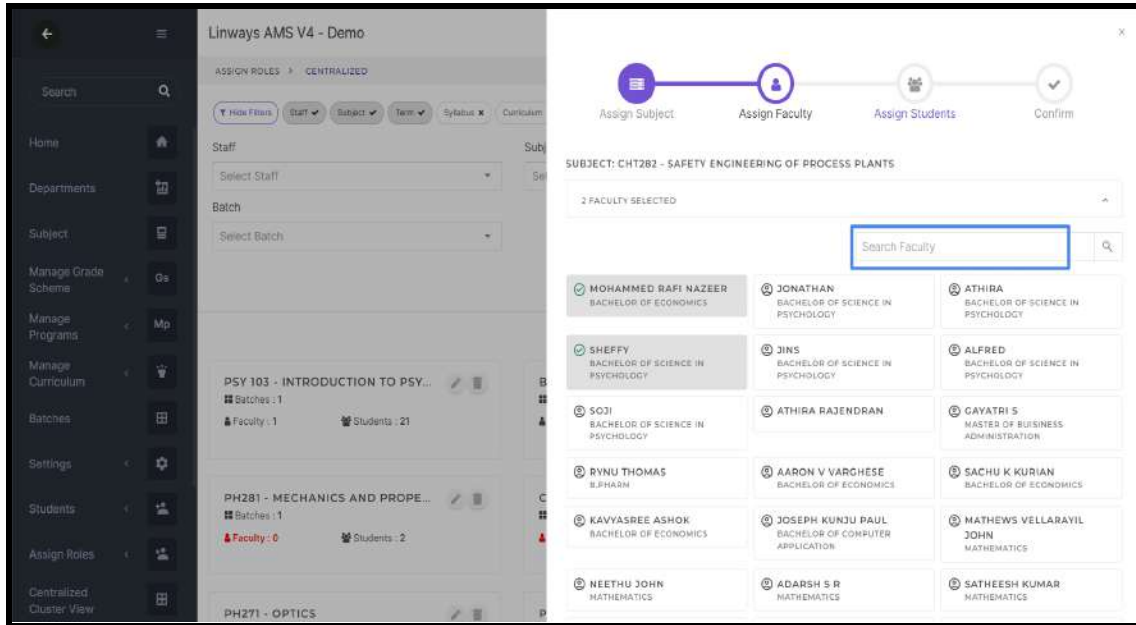 Linways AMS V4 - Demo
Search
Home
Departments
Subject
Manage Grade
Scheme
Gs
Manage
Programs
Mp
Manage
Curriculum
Batches
Settings
Students
Assign Roles
Centralized
Cluster View
ASSIGN ROLES > CENTRALIZED
Hide Filters Staff Subject Term Syllabus x Curriculum
Staff
Subj
Select Staff
Batch
Select Batch
PSY 103 - INTRODUCTION TO PSY...
Batches : 1
Faculty : 1 Students : 21
PH281 - MECHANICS AND PROPE...
Batches : 1
Faculty : 0 Students : 2
PH271 - OPTICS
Assign Subject Assign Faculty Assign Students Confirm
SUBJECT: CHT282 - SAFETY ENGINEERING OF PROCESS PLANTS
2 FACULTY SELECTED
Search Faculty
MOHAMMED RAFI NAZEER
BACHELOR OF ECONOMICS
JONATHAN
BACHELOR OF SCIENCE IN
PSYCHOLOGY
ATHIRA
BACHELOR OF SCIENCE IN
PSYCHOLOGY
SHEFFY
BACHELOR OF SCIENCE IN
PSYCHOLOGY
JINS
BACHELOR OF SCIENCE IN
PSYCHOLOGY
ALFRED
BACHELOR OF SCIENCE IN
PSYCHOLOGY
SOJI
BACHELOR OF SCIENCE IN
PSYCHOLOGY
ATHIRA RAJENDRAN
GAYATRI S
MASTER OF BUISINESS
ADMINISTRATION
RYNU THOMAS
B.PHARM
AARON V VARGHESE
BACHELOR OF ECONOMICS
SACHU K KURIAN
BACHELOR OF ECONOMICS
KAVYASREE ASHOK
BACHELOR OF ECONOMICS
JOSEPH KUNJU PAUL
BACHELOR OF COMPUTER
APPLICATION
MATHEWS VELLARAYIL
JOHN
MATHEMATICS
NEETHU JOHN
MATHEMATICS
ADARSH S R
MATHEMATICS
SATHEESH KUMAR
MATHEMATICS